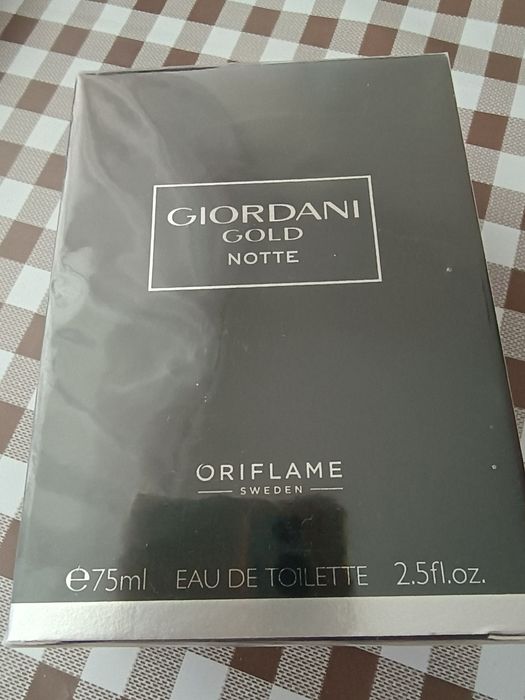 GIORDANI
GOLD
NOTTE
ORIFLAME
SWEDEN
℮75ml EAU DE TOILETTE 2.5fl.oz.